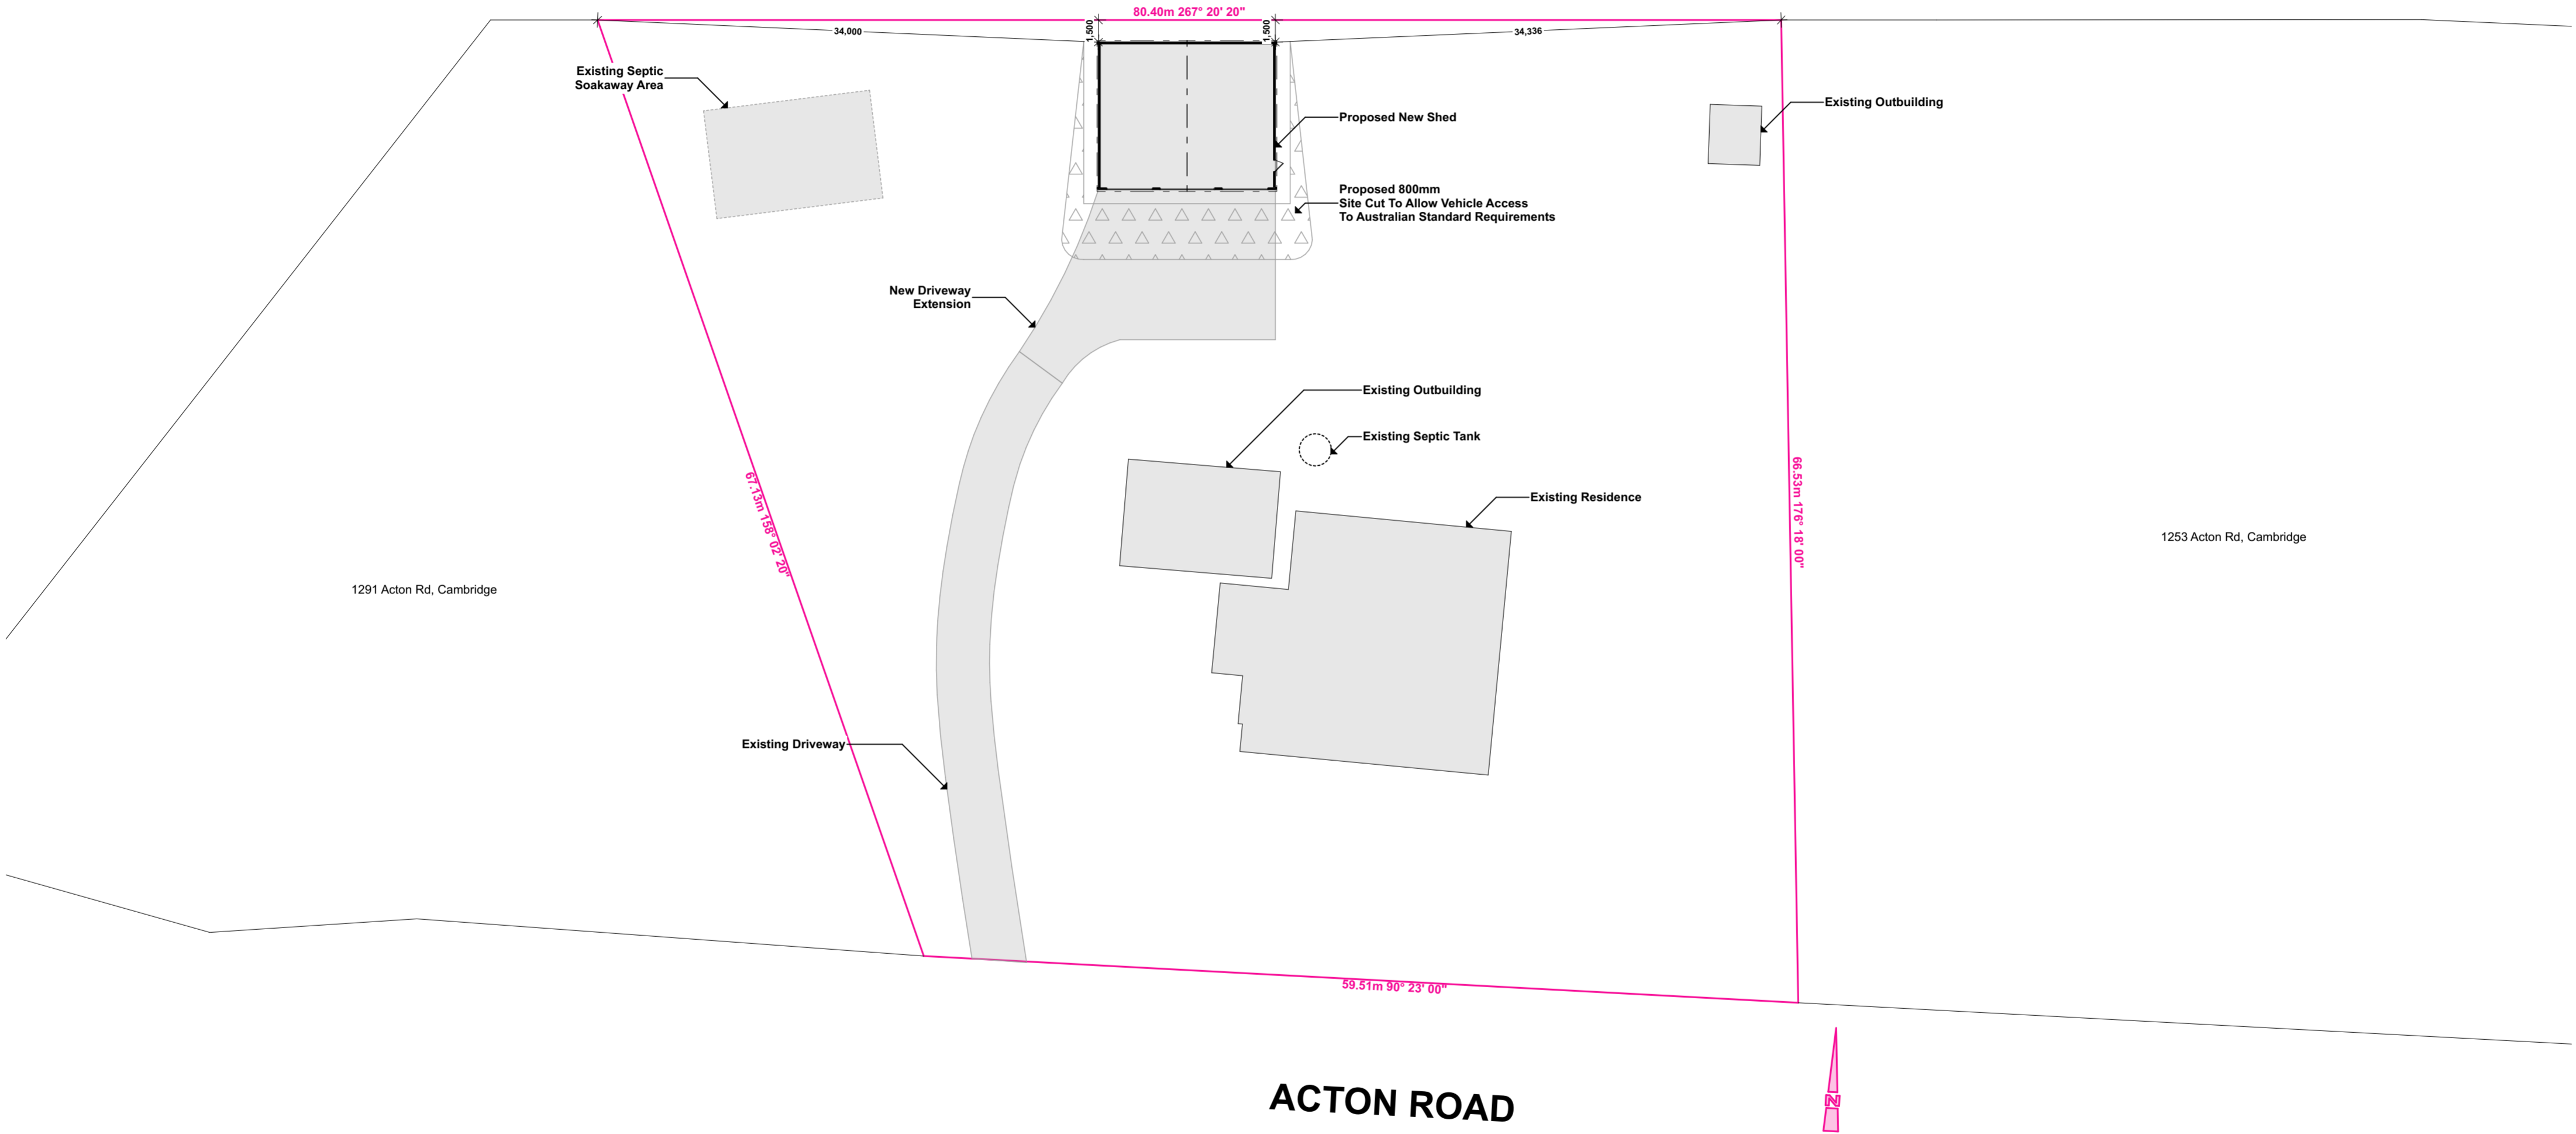 80.40m 267° 20' 20"
34,000
1,500
1,500
34,336
Existing Septic
Soakaway Area
Existing Outbuilding
Proposed New Shed
Proposed 800mm
Site Cut To Allow Vehicle Access
To Australian Standard Requirements
New Driveway
Extension
Existing Outbuilding
Existing Septic Tank
Existing Residence
67.13m 158° 02' 20"
66.53m 176° 18' 00"
1253 Acton Rd, Cambridge
1291 Acton Rd, Cambridge
Existing Driveway
59.51m 90° 23' 00"
ACTON ROAD
N